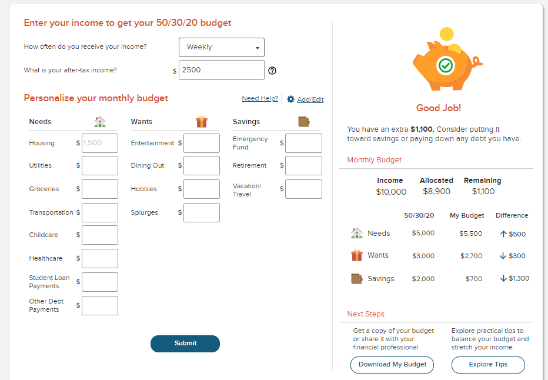 Enter your income to get your 50/30/20 budget
How often do you receive your income?
Weekly
What is your after-tax income?
$ 2500
Personalize your monthly budget
Need Help?
Add/Edit
Needs
Wants
Savings
Housing $ 1,500
Entertainment $
Emergency
Fund
$
Utilities $
Dining Out $
Retirement $
Groceries $
Hobbies $
Vacation/
Travel
$
Transportation $
Splurges $
Childcare $
Healthcare $
Student Loan
Payments
$
Other Debt
Payments
$
Submit
Good Job!
You have an extra $1,100. Consider putting it
toward savings or paying down any debt you have.
Monthly Budget
Income Allocated Remaining
$10,000 $8,900 $1,100
50/30/20 My Budget Difference
Needs $5,000 $5,500 ↑ $500
Wants $3,000 $2,700 ↓ $300
Savings $2,000 $700 ↓ $1,300
Next Steps
Get a copy of your budget
or share it with your
financial professional
Download My Budget
Explore practical tips to
balance your budget and
stretch your income
Explore Tips